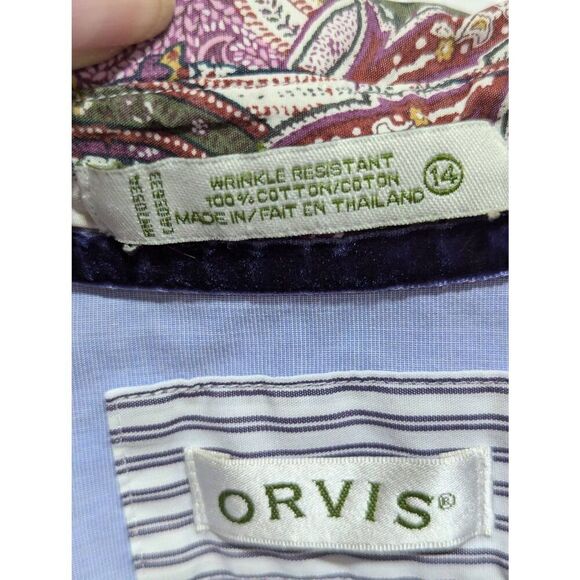 WRINKLE RESISTANT
100% COTTON/COTON
MADE IN/FAIT EN THAILAND
14
ORVIS®